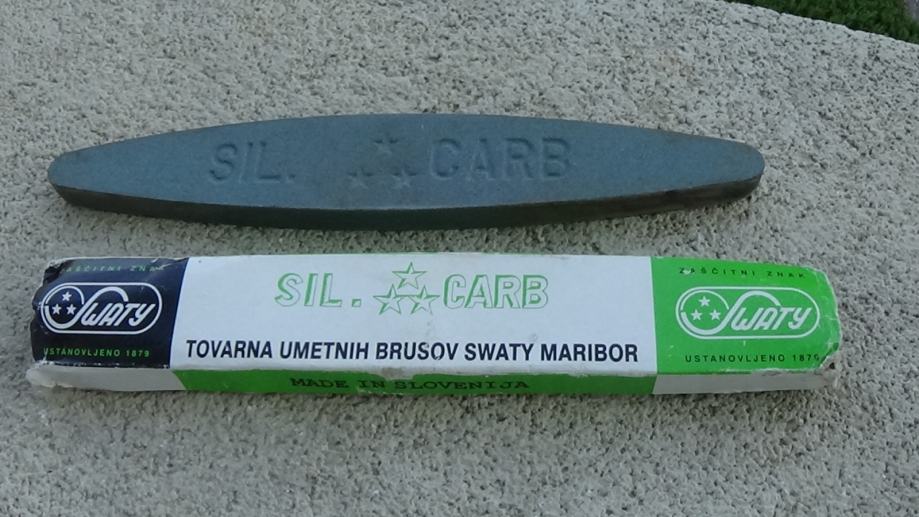 SIL. CARB
ZAŠČITNI ZNAK
SWATY
USTANOVLJENO 1879
SIL. CARB
TOVARNA UMETNIH BRUSOV SWATY MARIBOR
MADE IN SLOVENIJA
ZAŠČITNI ZNAK
SWATY
USTANOVLJENO 1879